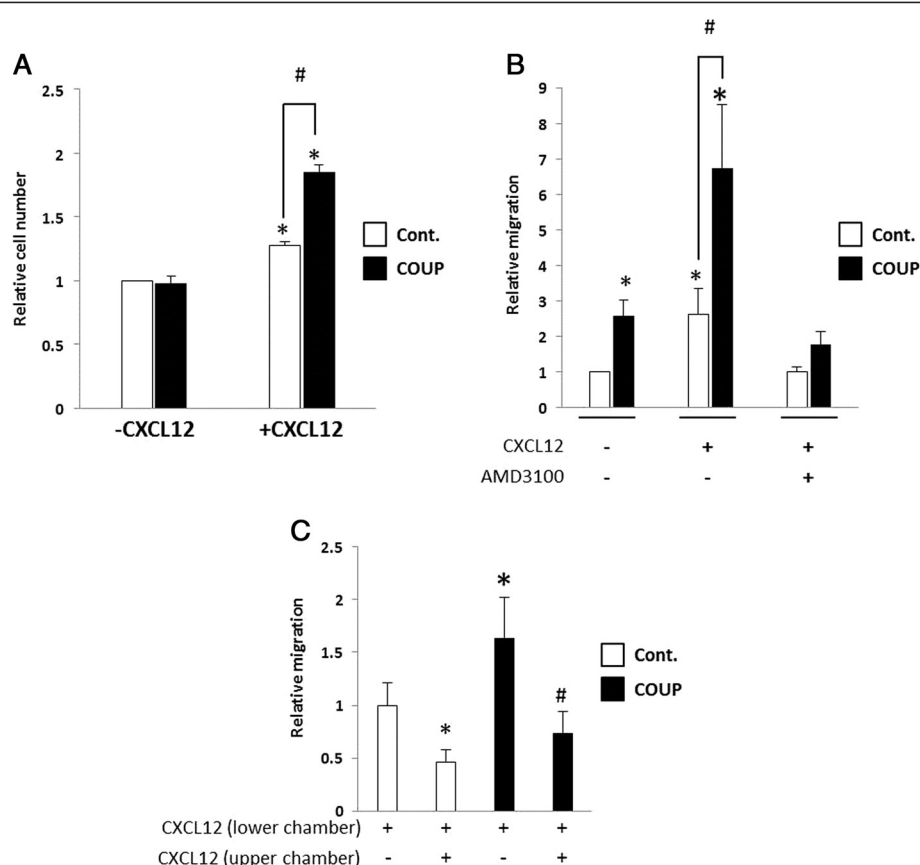 A
#
2.5
2
1.5
1
0.5
0
Relative cell number
*
*
Cont.
COUP
-CXCL12 +CXCL12
B
#
9
8
7
6
5
4
3
2
1
0
Relative migration
*
*
*
Cont.
COUP
CXCL12 - + +
AMD3100 - - +
C
2.5
2
1.5
1
0.5
0
Relative migration
*
*
#
Cont.
COUP
CXCL12 (lower chamber) + + + +
CXCL12 (upper chamber) - + - +